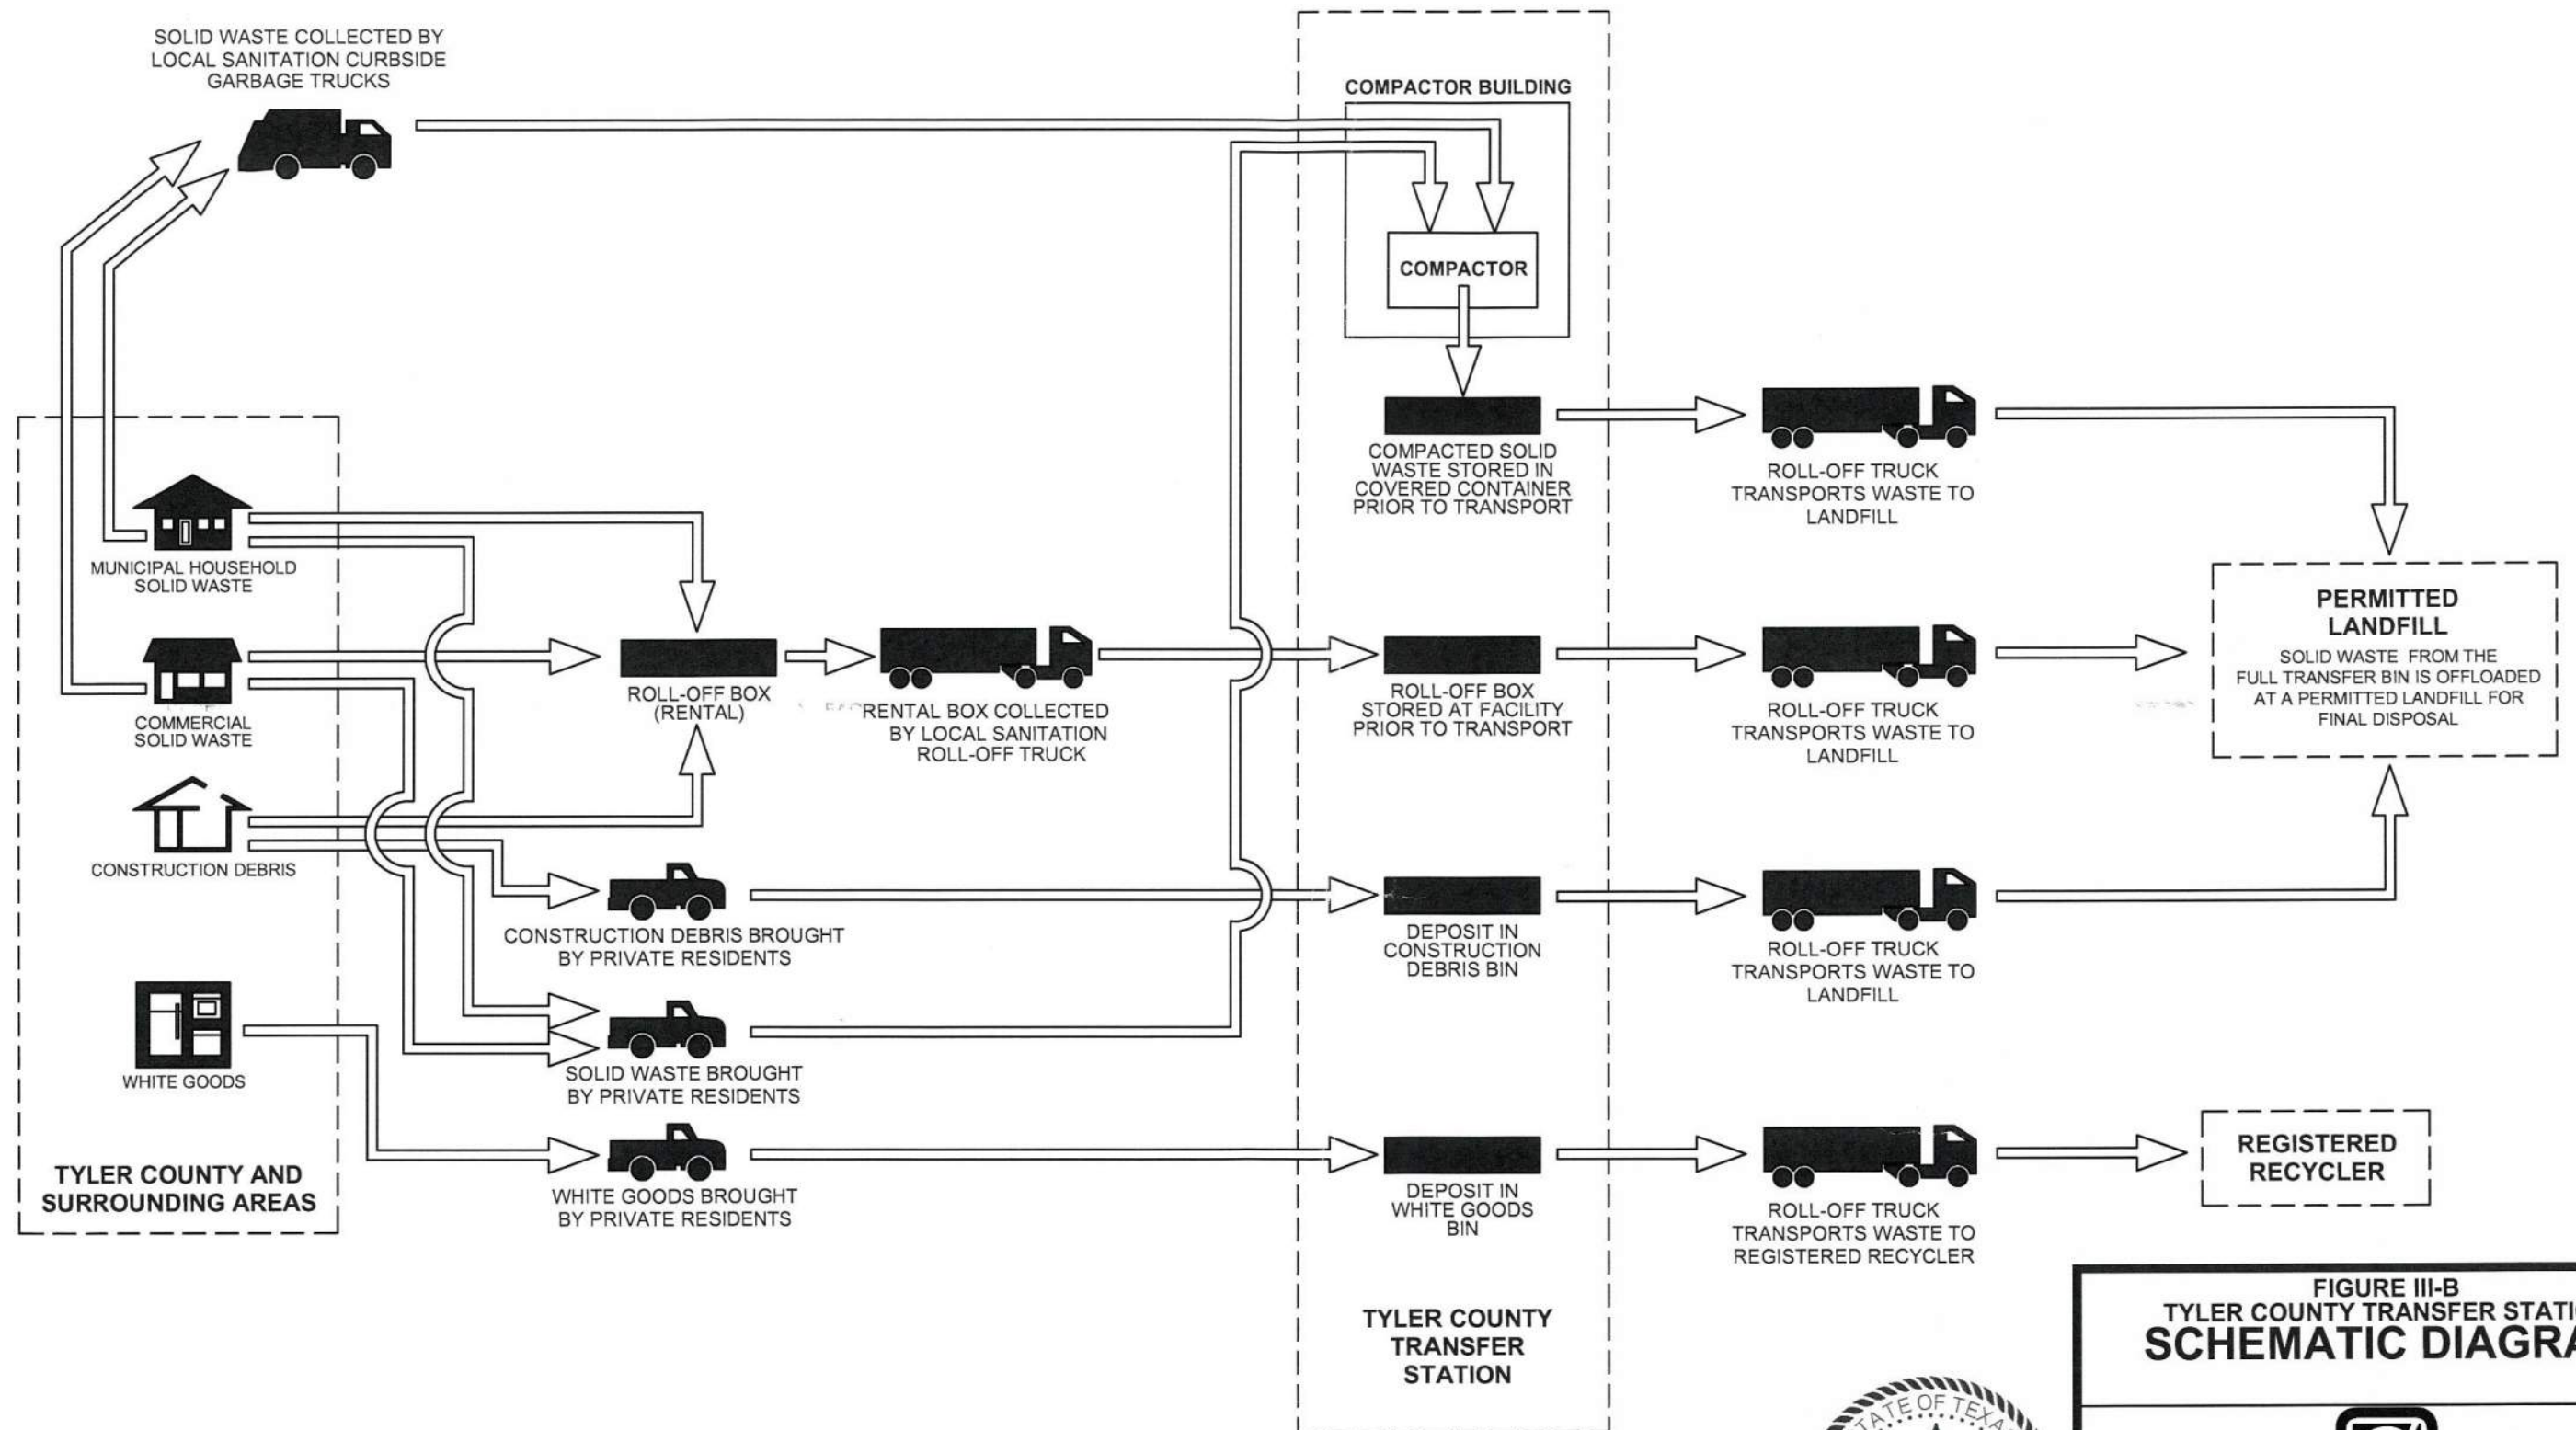 SOLID WASTE COLLECTED BY
LOCAL SANITATION CURBSIDE
GARBAGE TRUCKS
COMPACTOR BUILDING
COMPACTOR
COMPACTED SOLID
WASTE STORED IN
COVERED CONTAINER
PRIOR TO TRANSPORT
ROLL-OFF TRUCK
TRANSPORTS WASTE TO
LANDFILL
MUNICIPAL HOUSEHOLD
SOLID WASTE
COMMERCIAL
SOLID WASTE
ROLL-OFF BOX
(RENTAL)
RENTAL BOX COLLECTED
BY LOCAL SANITATION
ROLL-OFF TRUCK
ROLL-OFF BOX
STORED AT FACILITY
PRIOR TO TRANSPORT
ROLL-OFF TRUCK
TRANSPORTS WASTE TO
LANDFILL
PERMITTED
LANDFILL
SOLID WASTE FROM THE
FULL TRANSFER BIN IS OFFLOADED
AT A PERMITTED LANDFILL FOR
FINAL DISPOSAL
CONSTRUCTION DEBRIS
CONSTRUCTION DEBRIS BROUGHT
BY PRIVATE RESIDENTS
DEPOSIT IN
CONSTRUCTION
DEBRIS BIN
ROLL-OFF TRUCK
TRANSPORTS WASTE TO
LANDFILL
WHITE GOODS
SOLID WASTE BROUGHT
BY PRIVATE RESIDENTS
WHITE GOODS BROUGHT
BY PRIVATE RESIDENTS
DEPOSIT IN
WHITE GOODS
BIN
ROLL-OFF TRUCK
TRANSPORTS WASTE TO
REGISTERED RECYCLER
REGISTERED
RECYCLER
TYLER COUNTY AND
SURROUNDING AREAS
TYLER COUNTY
TRANSFER
STATION
FIGURE III-B
TYLER COUNTY TRANSFER
SCHEMATIC
OF